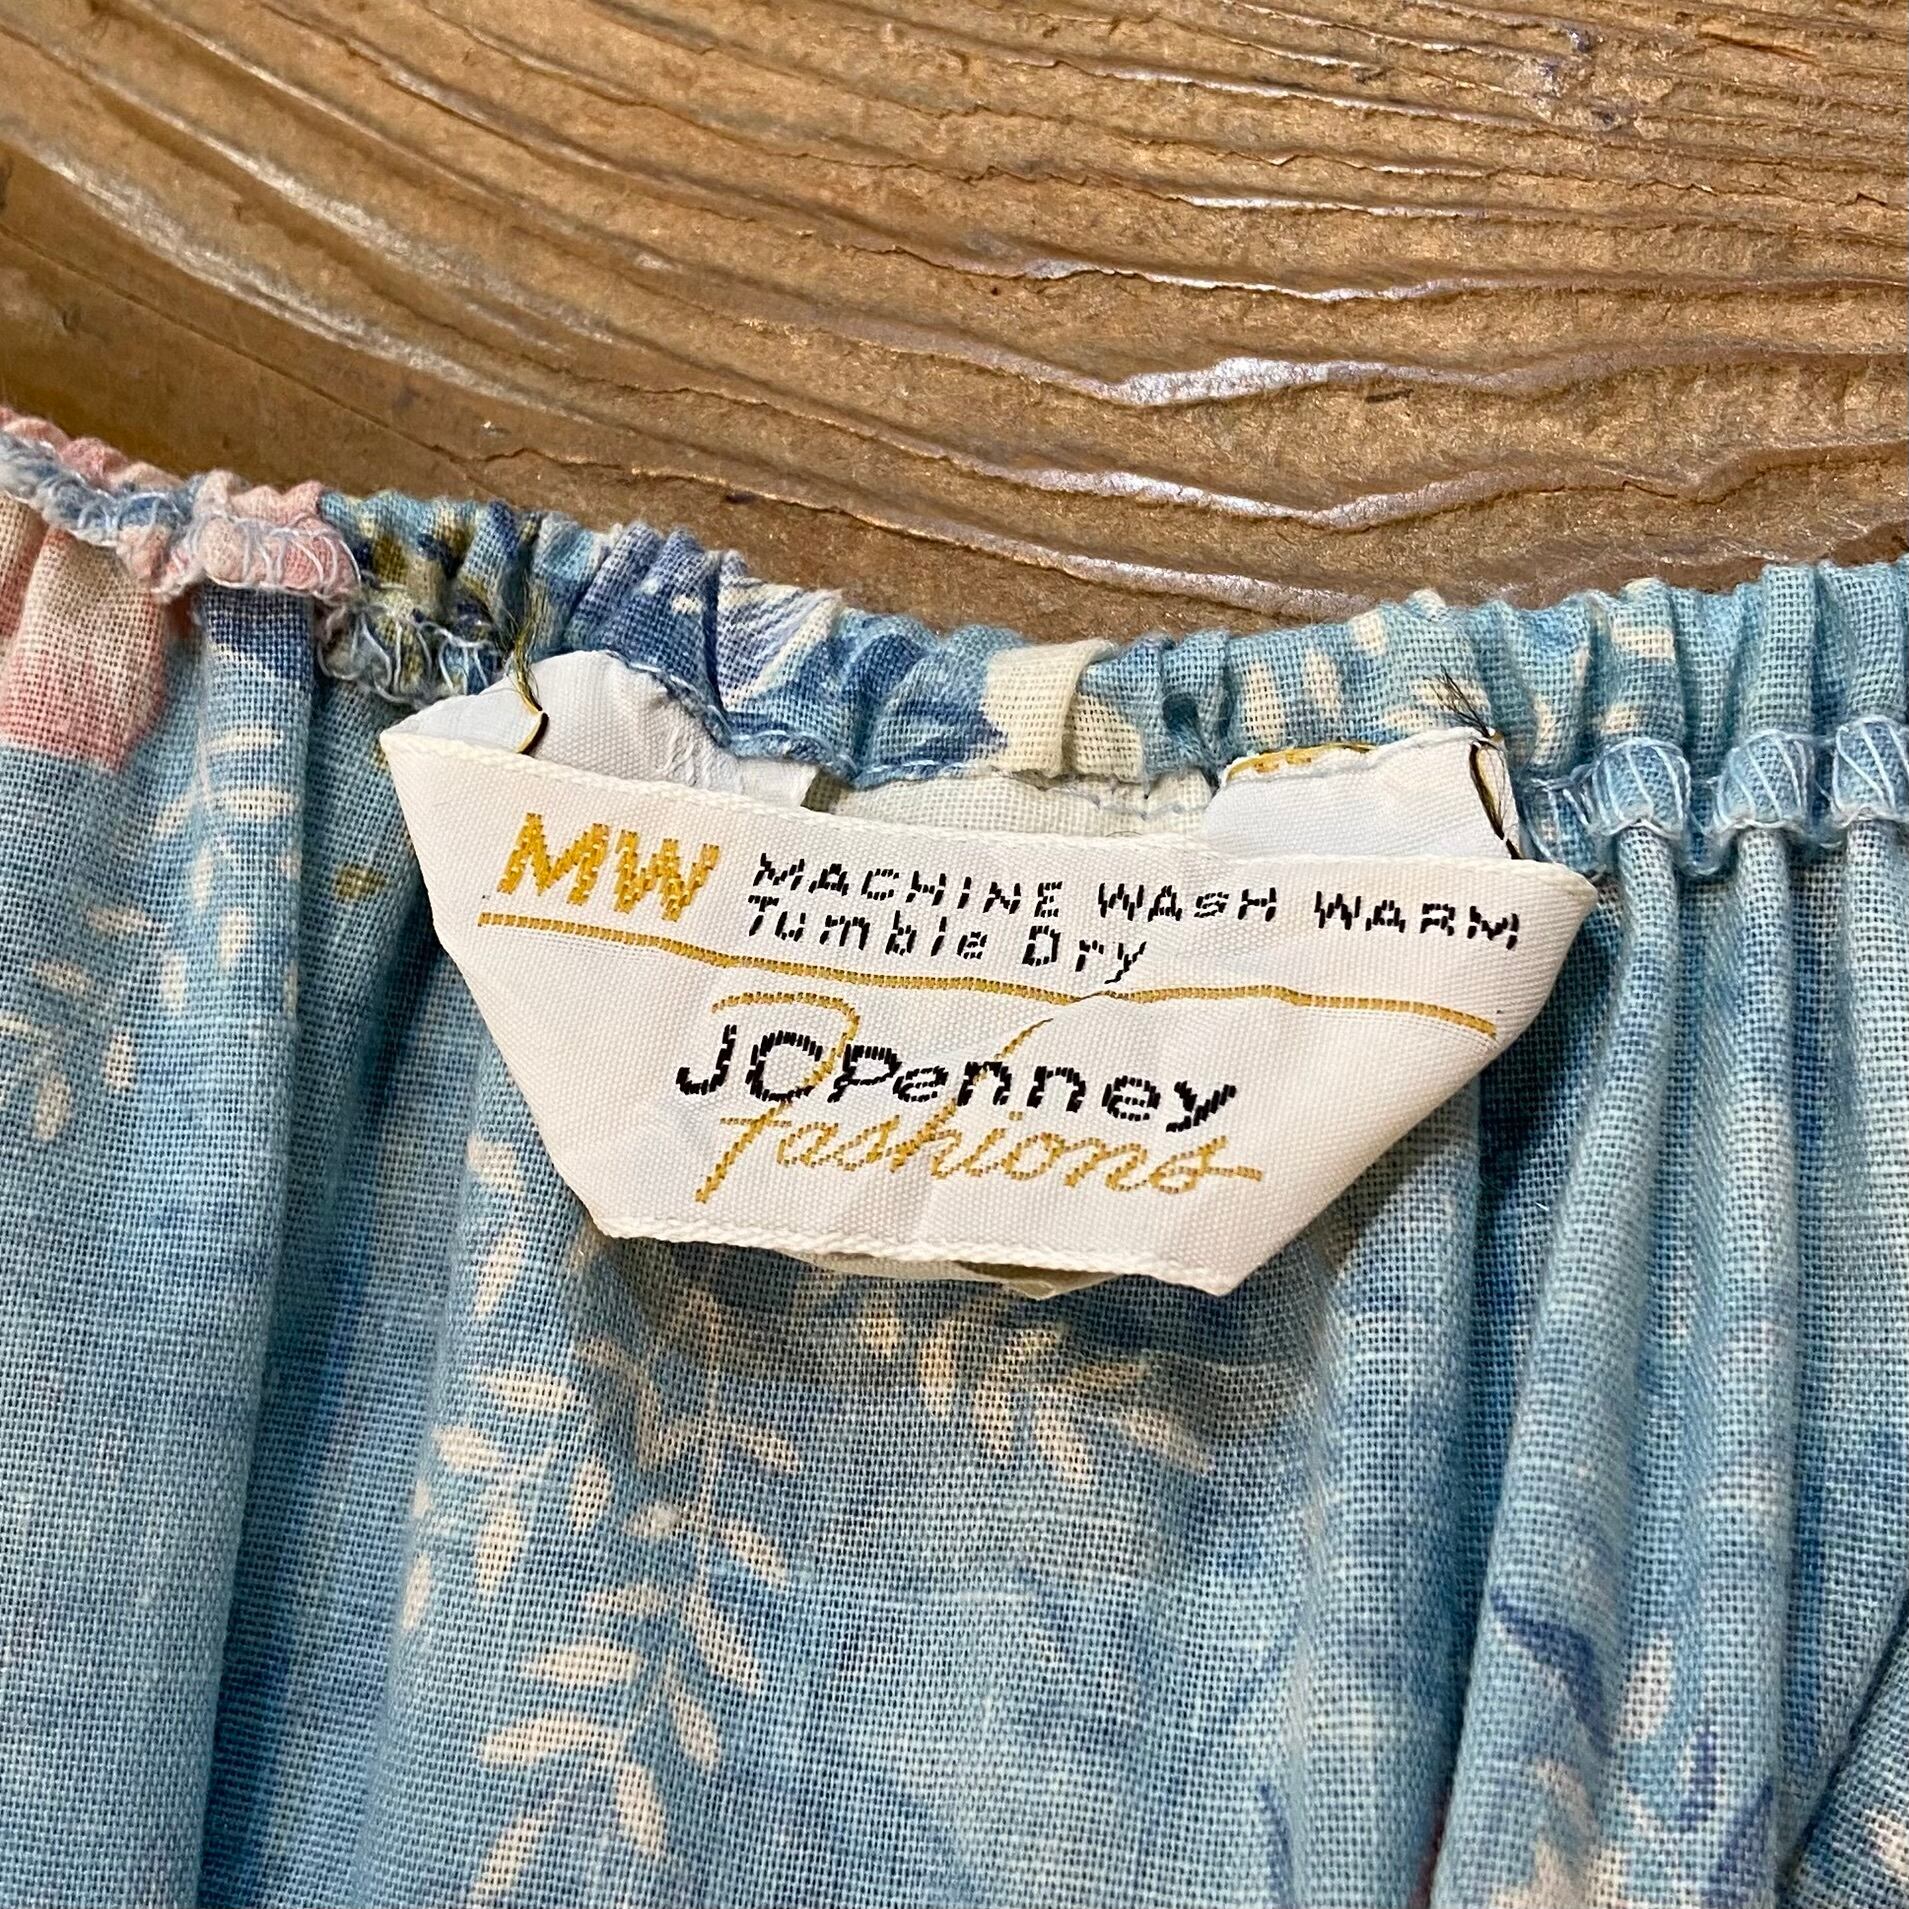 MW MACHINE WASH WARM
Tumble Dry
JCPenney
fashions